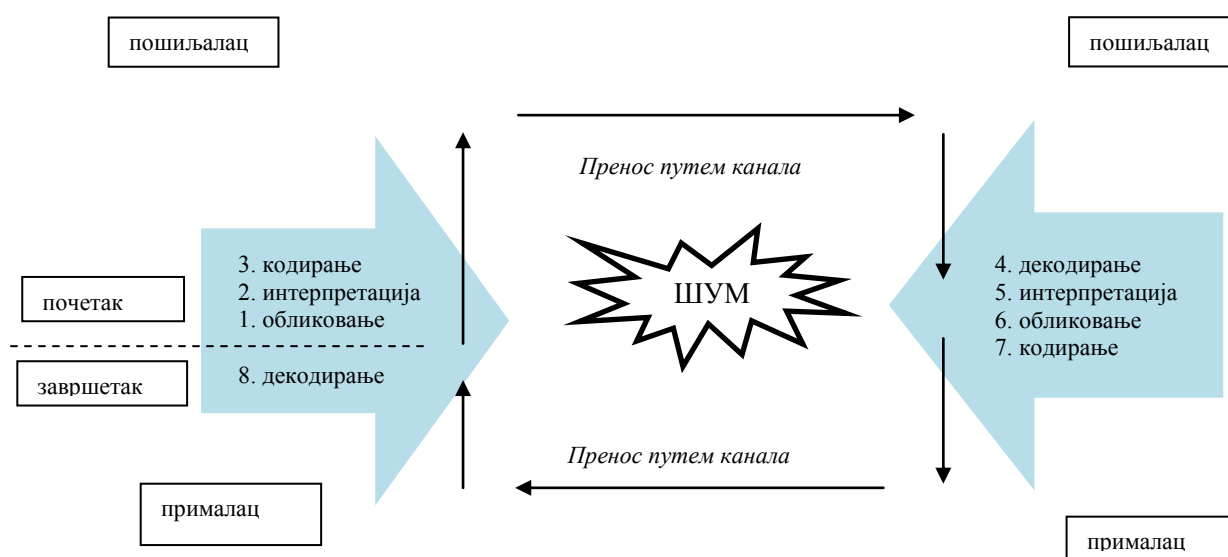 пошиљалац
пошиљалац
Пренос путем канала
3. кодирање
2. интерпретација
1. обликовање
почетак
ШУМ
4. декодирање
5. интерпретација
6. обликовање
7. кодирање
завршетак
8. декодирање
Пренос путем канала
прималац
прималац